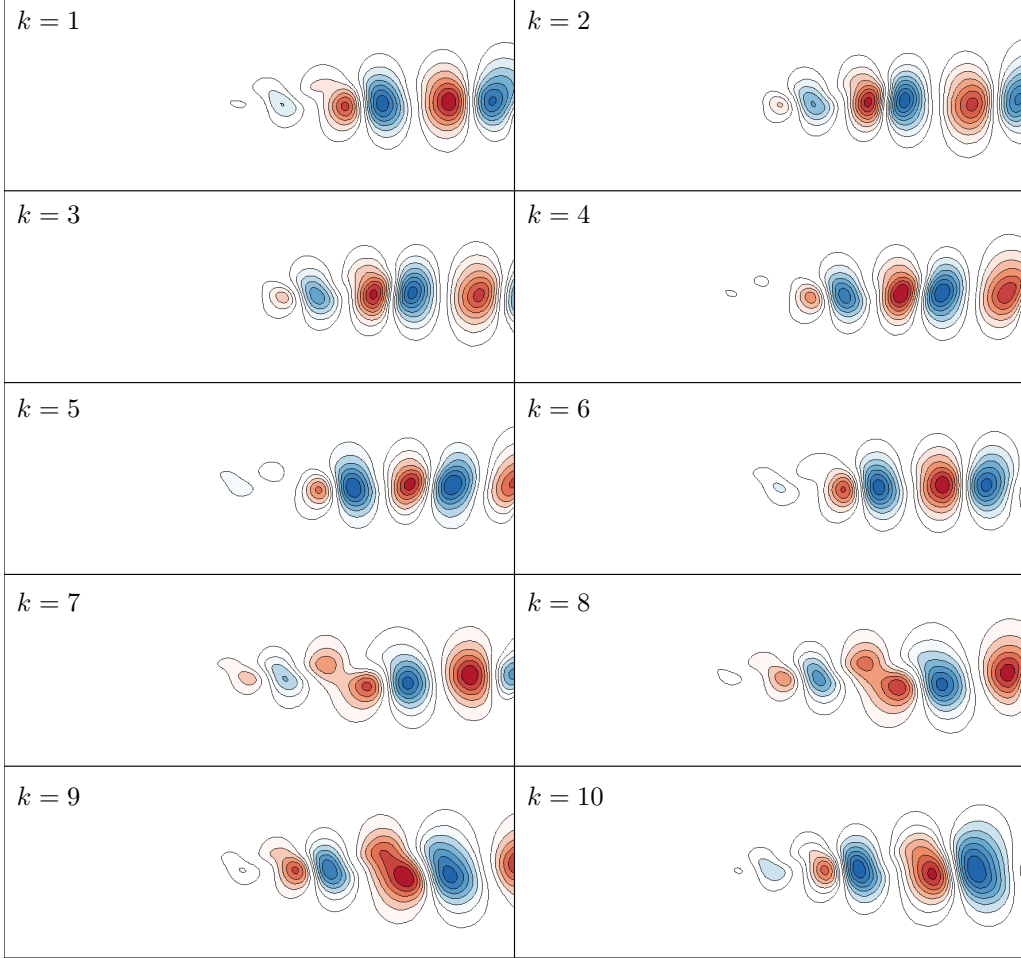 k = 1
k = 2
k = 3
k = 4
k = 5
k = 6
k = 7
k = 8
k = 9
k = 10